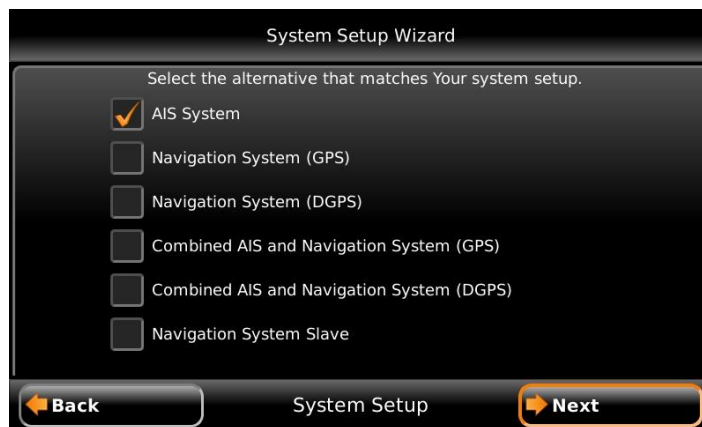 System Setup Wizard
Select the alternative that matches Your system setup.
AIS System
Navigation System (GPS)
Navigation System (DGPS)
Combined AIS and Navigation System (GPS)
Combined AIS and Navigation System (DGPS)
Navigation System Slave
Back System Setup Next